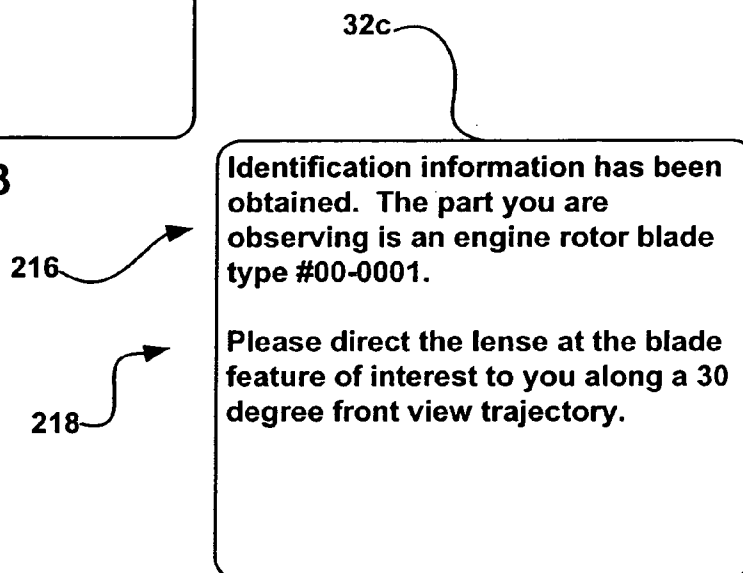 32c
Identification information has been
obtained. The part you are
observing is an engine rotor blade
type #00-0001.
216
Please direct the lense at the blade
feature of interest to you along a 30
degree front view trajectory.
218